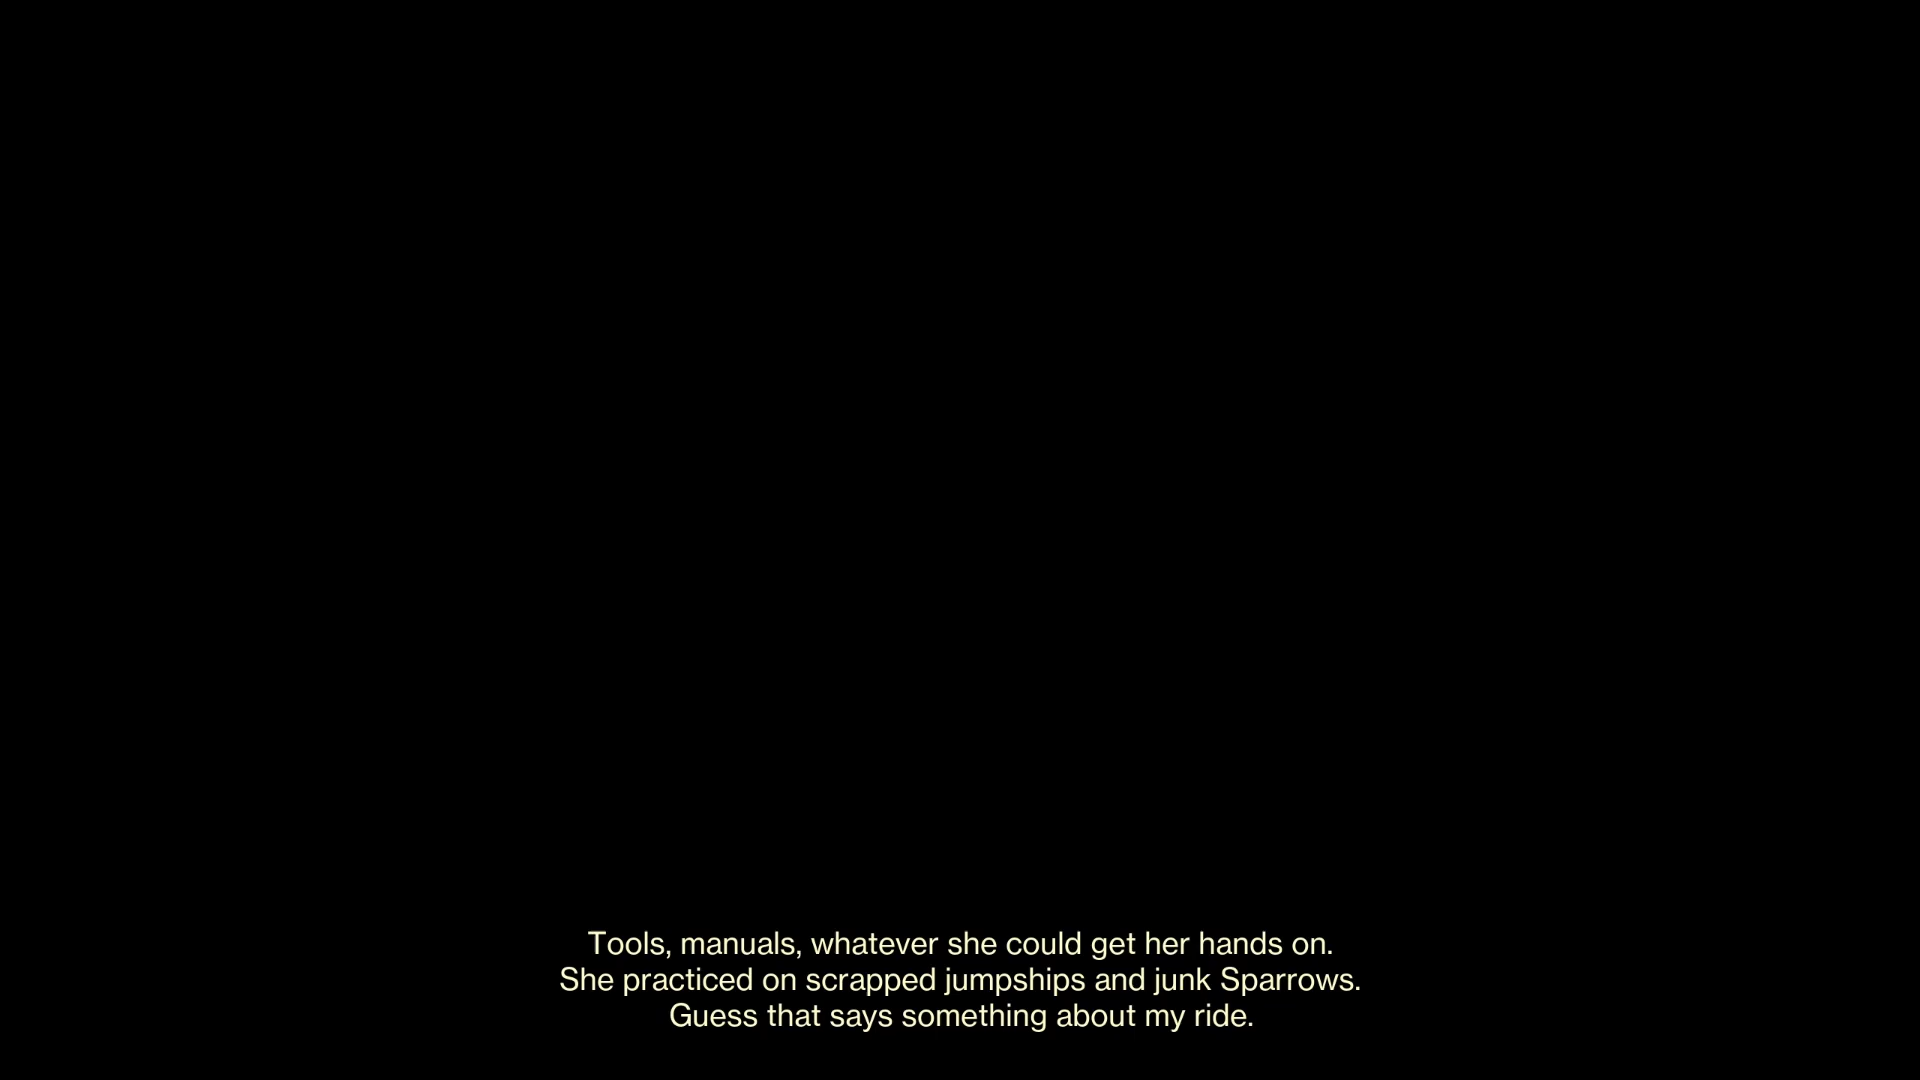 Tools, manuals, whatever she could get her hands on.
She practiced on scrapped jumpships and junk Sparrows.
Guess that says something about my ride.